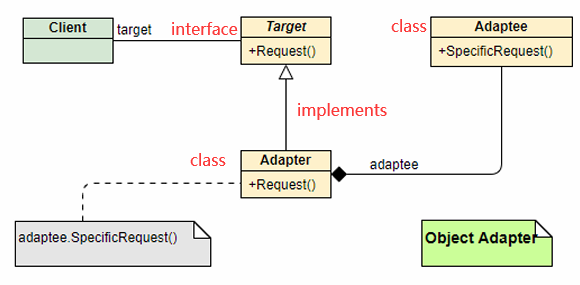 Client
target
interface
Target
+Request()
class
Adaptee
+SpecificRequest()
implements
class
Adapter
+Request()
adaptee
adaptee.SpecificRequest()
Object Adapter